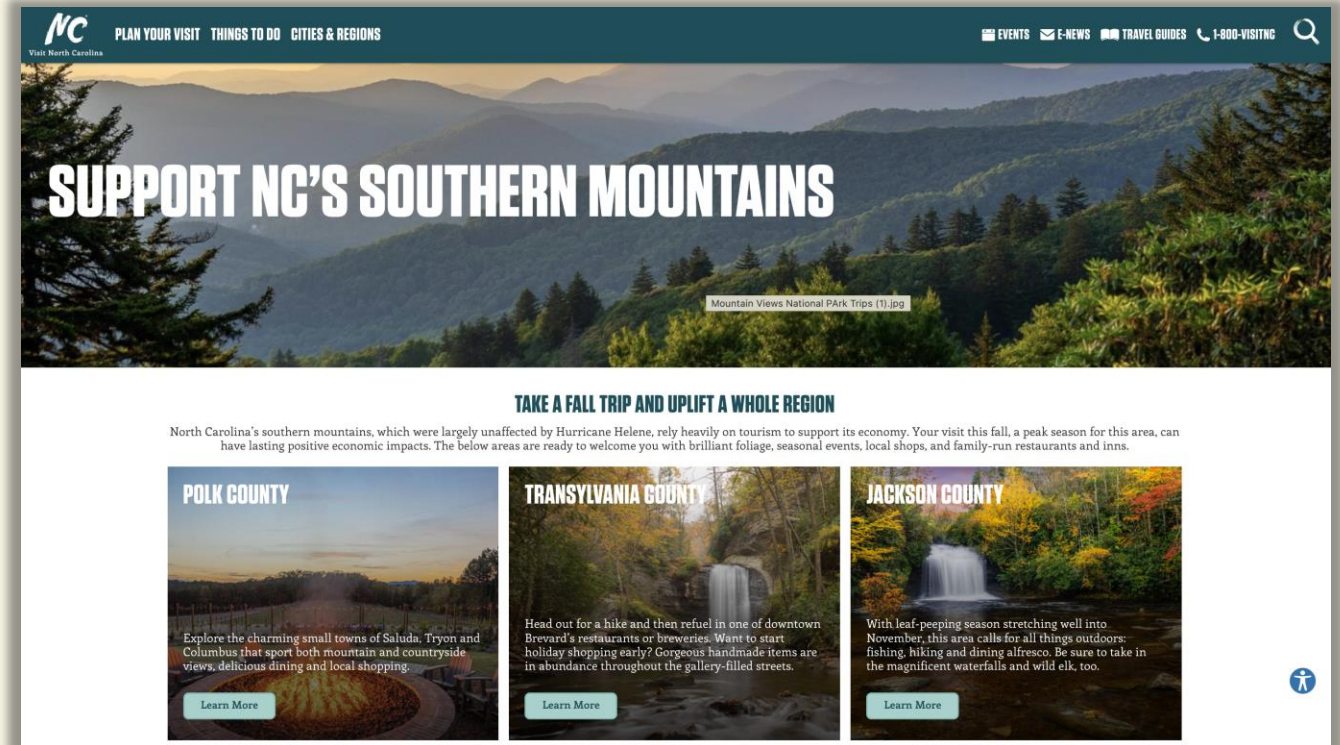 NC
Visit North Carolina
PLAN YOUR VISIT THINGS TO DO CITIES & REGIONS
EVENTS E-NEWS TRAVEL GUIDES 1-800-VISITNC
SUPPORT NC'S SOUTHERN MOUNTAINS
Mountain Views National PArk Trips (1).jpg
TAKE A FALL TRIP AND UPLIFT A WHOLE REGION
North Carolina's southern mountains, which were largely unaffected by Hurricane Helene, rely heavily on tourism to support its economy. Your visit this fall, a peak season for this area, can
have lasting positive economic impacts. The below areas are ready to welcome you with brilliant foliage, seasonal events, local shops, and family-run restaurants and inns.
POLK COUNTY
Explore the charming small towns of Saluda, Tryon and
Columbus that sport both mountain and countryside
views, delicious dining and local shopping.
Learn More
TRANSYLVANIA COUNTY
Head out for a hike and then refuel in one of downtown
Brevard's restaurants or breweries. Want to start
holiday shopping early? Gorgeous handmade items are
in abundance throughout the gallery-filled streets.
Learn More
JACKSON COUNTY
With leaf-peeping season stretching well into
November, this area calls for all things outdoors:
fishing, hiking and dining alfresco. Be sure to take in
the magnificent waterfalls and wild elk, too.
Learn More